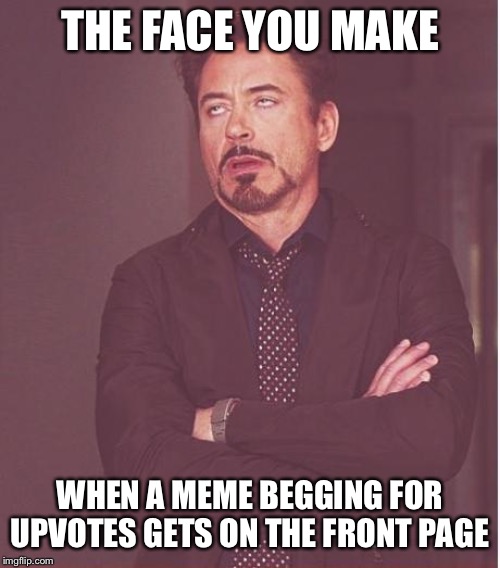 THE FACE YOU MAKE
WHEN A MEME BEGGING FOR
UPVOTES GETS ON THE FRONT PAGE
imgflip.com